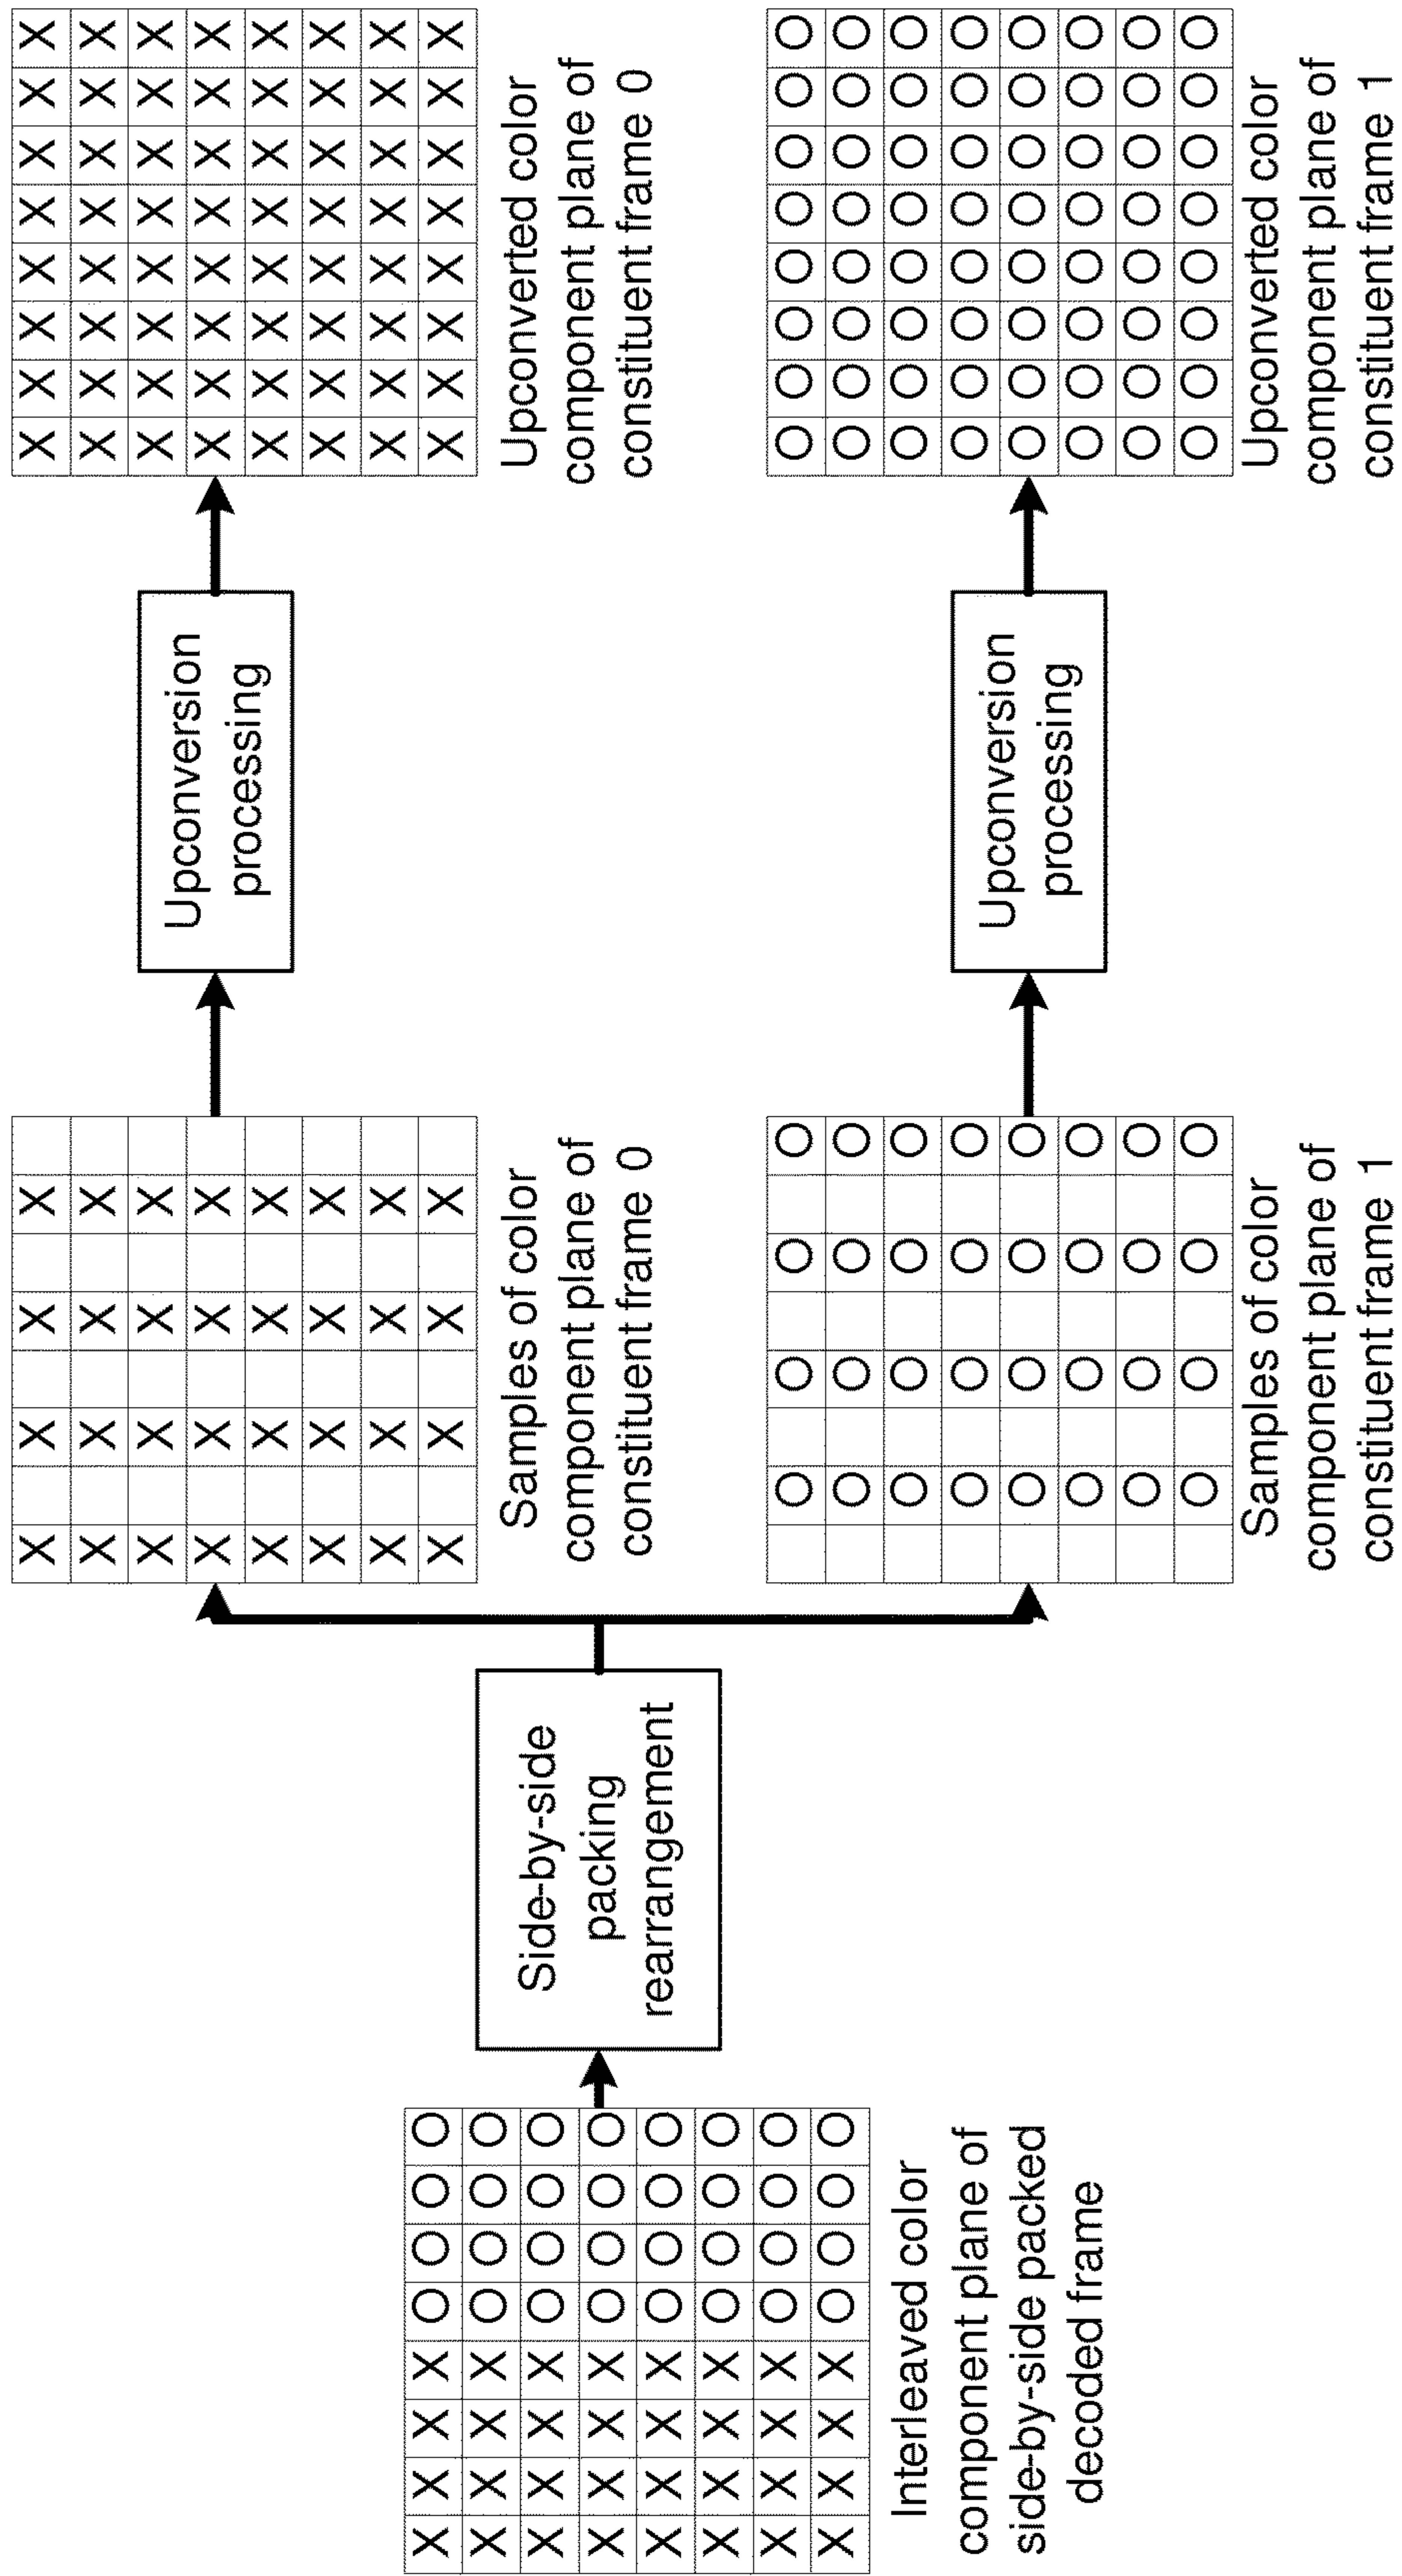 Interleaved color
component plane of
side-by-side packed
decoded frame
Side-by-side
packing
rearrangement
Samples of color
component plane of
constituent frame 0
Upconversion
processing
Upconverted color
component plane of
constituent frame 0
Samples of color
component plane of
constituent frame 1
Upconversion
processing
Upconverted color
component plane of
constituent frame 1